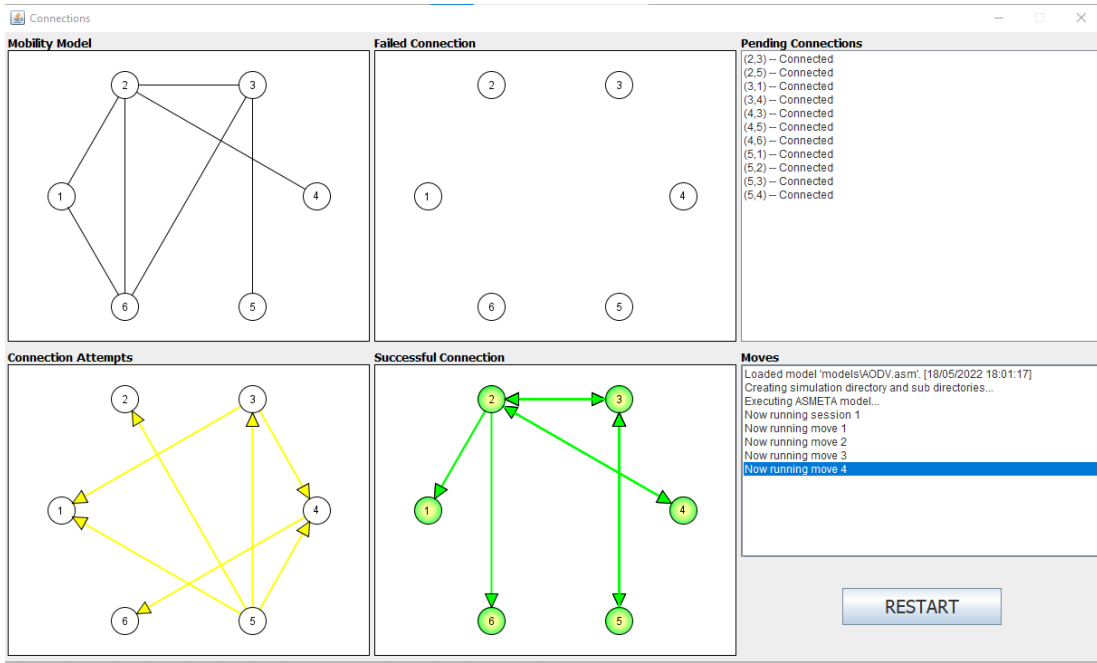 Connections
Mobility Model
2
3
1
4
6
5
Failed Connection
2
3
1
4
6
5
Pending Connections
(2,3) -- Connected
(2,5) -- Connected
(3,1) -- Connected
(3,4) -- Connected
(4,3) -- Connected
(4,5) -- Connected
(4,6) -- Connected
(5,1) -- Connected
(5,2) -- Connected
(5,3) -- Connected
(5,4) -- Connected
Connection Attempts
2
3
1
4
6
5
Successful Connection
2
3
1
4
6
5
Moves
Loaded model 'models\AODV.asm'. [18/05/2022 18:01:17]
Creating simulation directory and sub directories...
Executing ASMETA model...
Now running session 1
Now running move 1
Now running move 2
Now running move 3
Now running move 4
RESTART